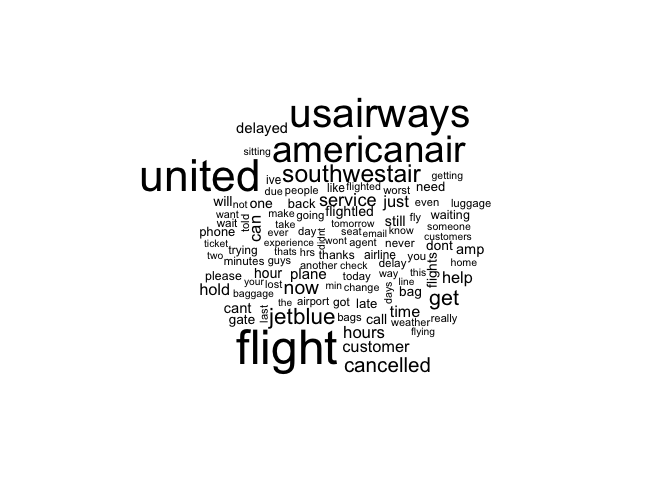 usairways
delayed
sitting americanair
united ive southwestair getting
due people like flighted worst need
will not one back service just even luggage
want make going flightled still fly waiting
wait told can take tomorrow someone
phone ever day didnt seat email know customers
ticket experience wont agent never dont amp
two trying thats hrs thanks airline you
minutes guys another check delay flights home
please hour plane today way this help
your lost now min change days line
hold baggage bag get
the airport got late
cant last jetblue bags call time
gate weather really
flight hours flying
customer
cancelled